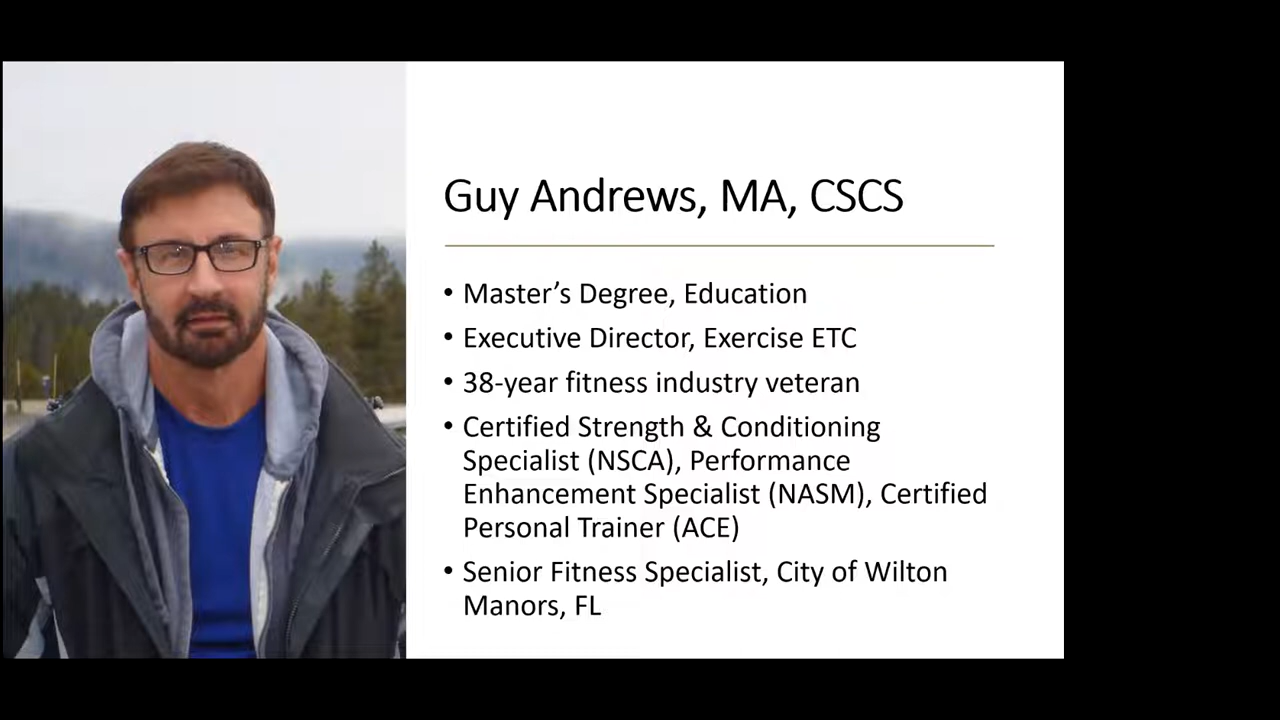 Guy Andrews, MA, CSCS
• Master’s Degree, Education
• Executive Director, Exercise ETC
• 38-year fitness industry veteran
• Certified Strength & Conditioning
Specialist (NSCA), Performance
Enhancement Specialist (NASM), Certified
Personal Trainer (ACE)
• Senior Fitness Specialist, City of Wilton
Manors, FL